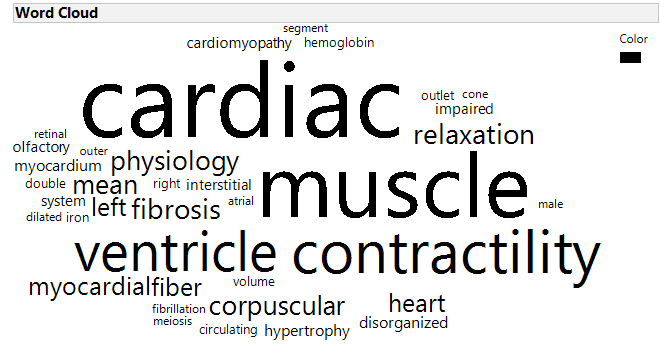 Word Cloud
segment
Color
cardiomyopathy hemoglobin
cardiac
outlet cone
impaired
retinal
relaxation
olfactory outer
myocardium physiology
double mean right interstitial
muscle
system left fibrosis atrial
male
dilated iron
ventricle contractility
myocardialfiber volume
corpuscular heart
fibrillation
meiosis
circulating hypertrophy disorganized